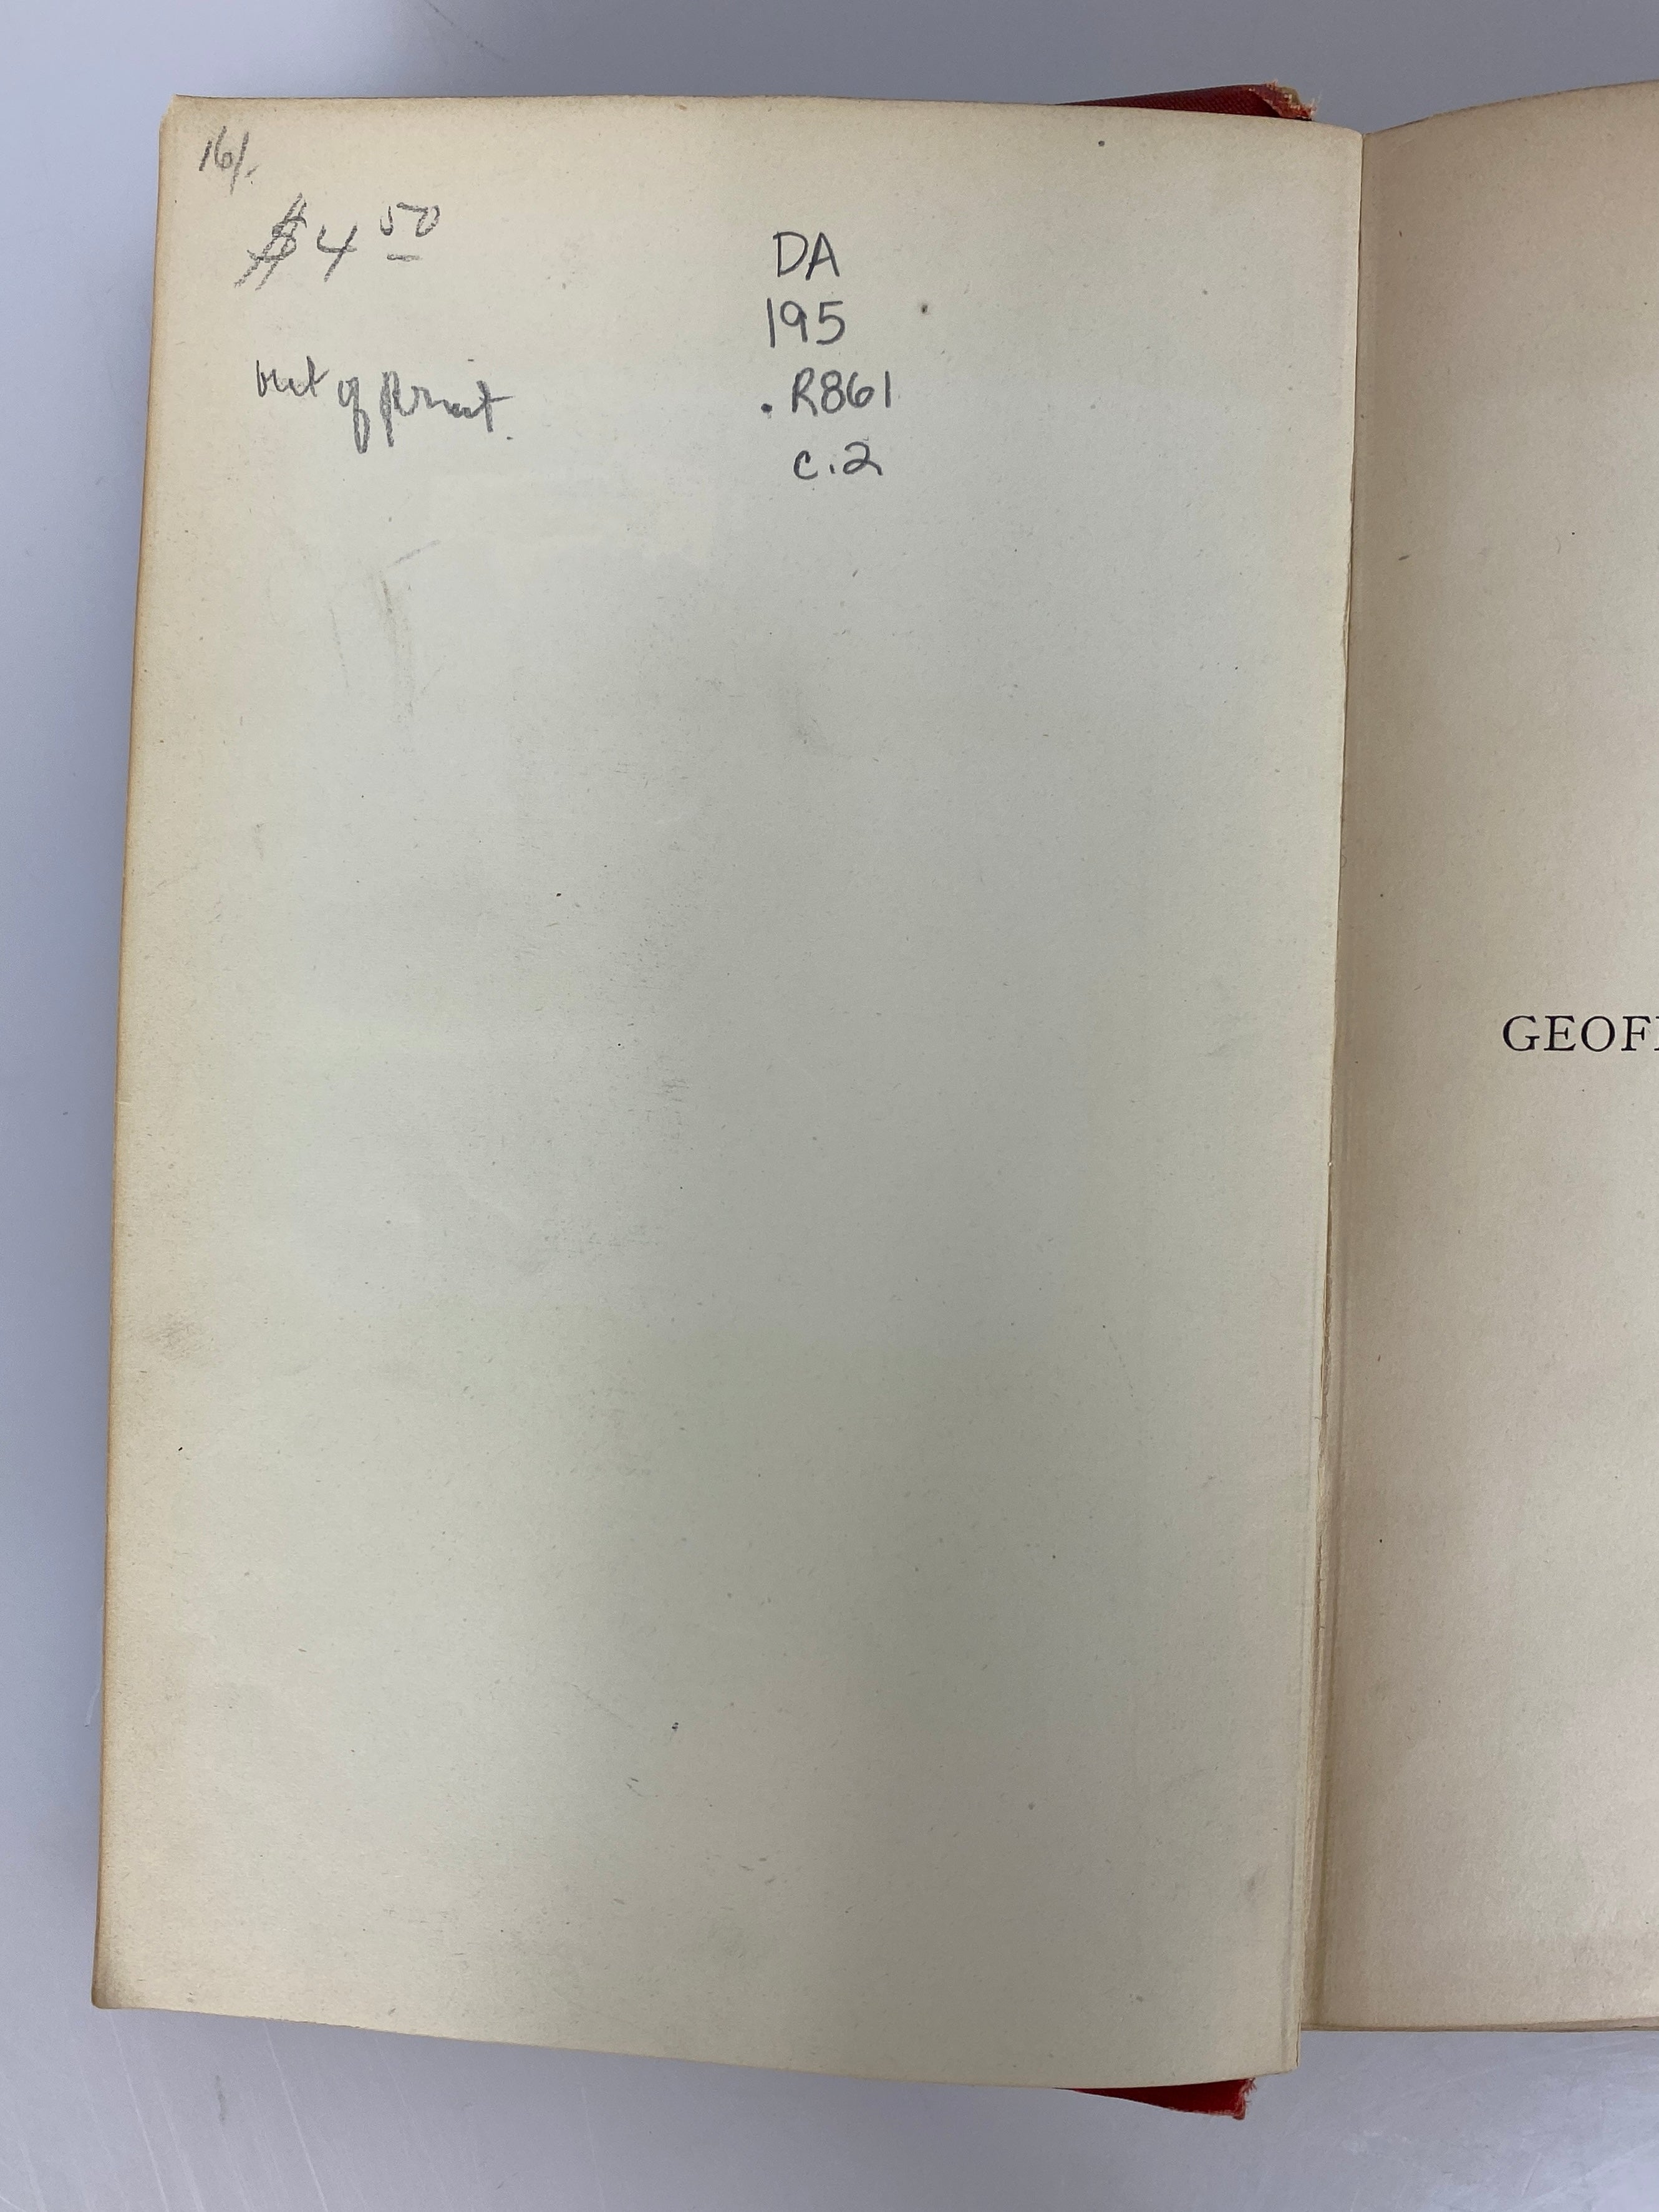 16/-
$4 50
out of print.
DA
195
.R861
c.2
GEOF